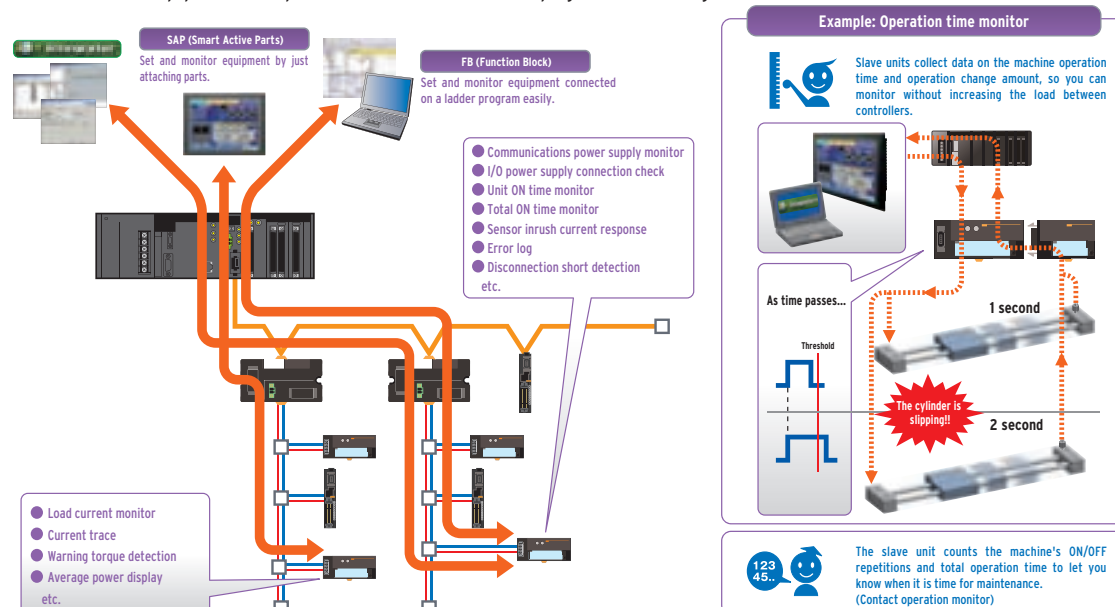 SAP (Smart Active Parts)
Set and monitor equipment by just
attaching parts.
FB (Function Block)
Set and monitor equipment connected
on a ladder program easily.
● Communications power supply monitor
● I/O power supply connection check
● Unit ON time monitor
● Total ON time monitor
● Sensor inrush current response
● Error log
● Disconnection short detection
etc.
● Load current monitor
● Current trace
● Warning torque detection
● Average power display
etc.
Example: Operation time monitor
Slave units collect data on the machine operation
time and operation change amount, so you can
monitor without increasing the load between
controllers.
As time passes...
Threshold
1 second
The cylinder is
slipping!!
2 second
123
45..
The slave unit counts the machine's ON/OFF
repetitions and total operation time to let you
know when it is time for maintenance.
(Contact operation monitor)